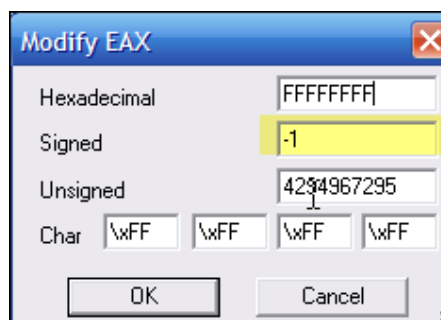 Modify EAX
Hexadecimal FFFFFFFF
Signed -1
Unsigned 4294967295
Char \xFF \xFF \xFF \xFF
OK Cancel